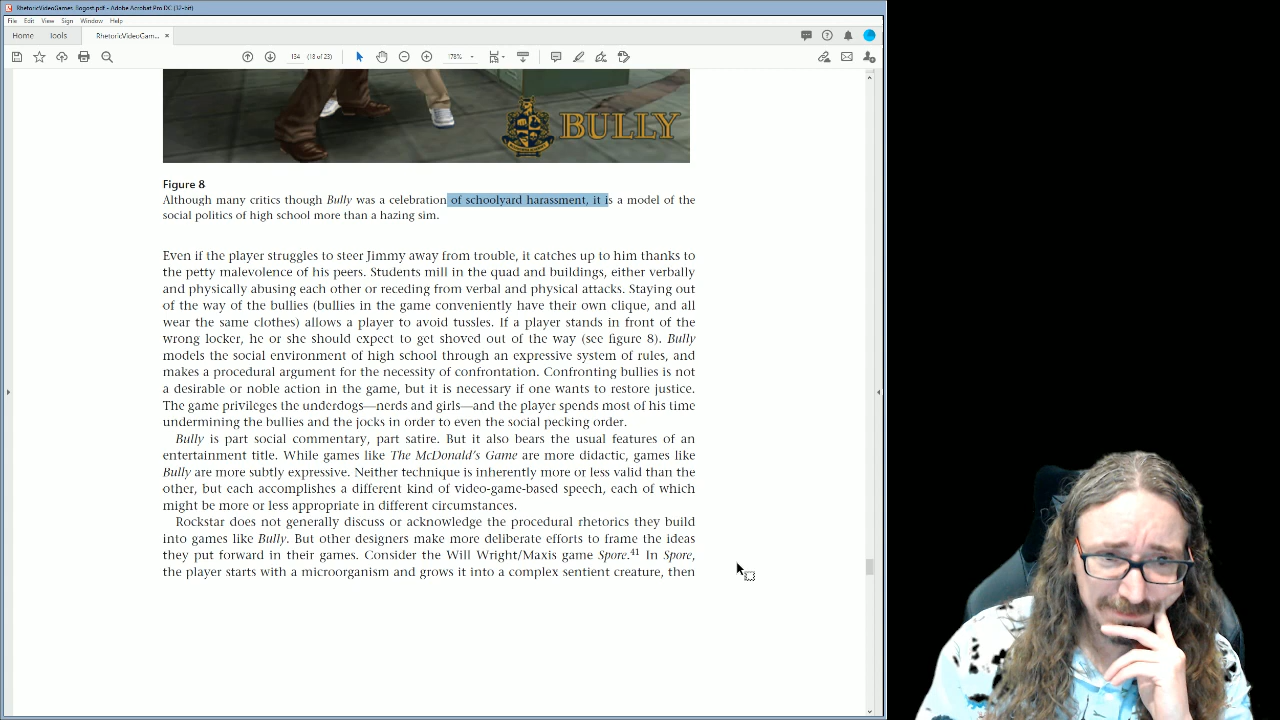 RhetoricVideoGames_Bogost.pdf - Adobe Acrobat Pro DC (32-bit)
File Edit View Sign Window Help
Home Tools RhetoricVideoGam... ×
134 (18 of 23) 78%
BULLY
Figure 8
Although many critics though Bully was a celebration of schoolyard harassment, it is a model of the
social politics of high school more than a hazing sim.
Even if the player struggles to steer Jimmy away from trouble, it catches up to him thanks to
the petty malevolence of his peers. Students mill in the quad and buildings, either verbally
and physically abusing each other or receding from verbal and physical attacks. Staying out
of the way of the bullies (bullies in the game conveniently have their own clique, and all
wear the same clothes) allows a player to avoid tussles. If a player stands in front of the
wrong locker, he or she should expect to get shoved out of the way (see figure 8). Bully
models the social environment of high school through an expressive system of rules, and
makes a procedural argument for the necessity of confrontation. Confronting bullies is not
a desirable or noble action in the game, but it is necessary if one wants to restore justice.
The game privileges the underdogs—nerds and girls—and the player spends most of his time
undermining the bullies and the jocks in order to even the social pecking order.
Bully is part social commentary, part satire. But it also bears the usual features of an
entertainment title. While games like The McDonald's Game are more didactic, games like
Bully are more subtly expressive. Neither technique is inherently more or less valid than the
other, but each accomplishes a different kind of video-game-based speech, each of which
might be more or less appropriate in different circumstances.
Rockstar does not generally discuss or acknowledge the procedural rhetorics they build
into games like Bully. But other designers make more deliberate efforts to frame the ideas
they put forward in their games. Consider the Will Wright/Maxis game Spore.41 In Spore,
the player starts with a microorganism and grows it into a complex sentient creature, then